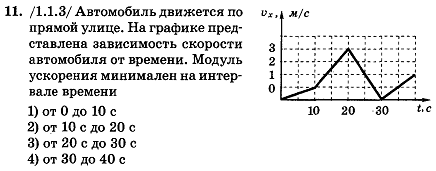 11. /1.1.3/ Автомобиль движется по
прямой улице. На графике пред-
ставлена зависимость скорости
автомобиля от времени. Модуль
ускорения минимален на интер-
вале времени
1) от 0 до 10 с
2) от 10 с до 20 с
3) от 20 с до 30 с
4) от 30 до 40 с
vₓ, м/с
3
2
1
0
10 20 30 t, с